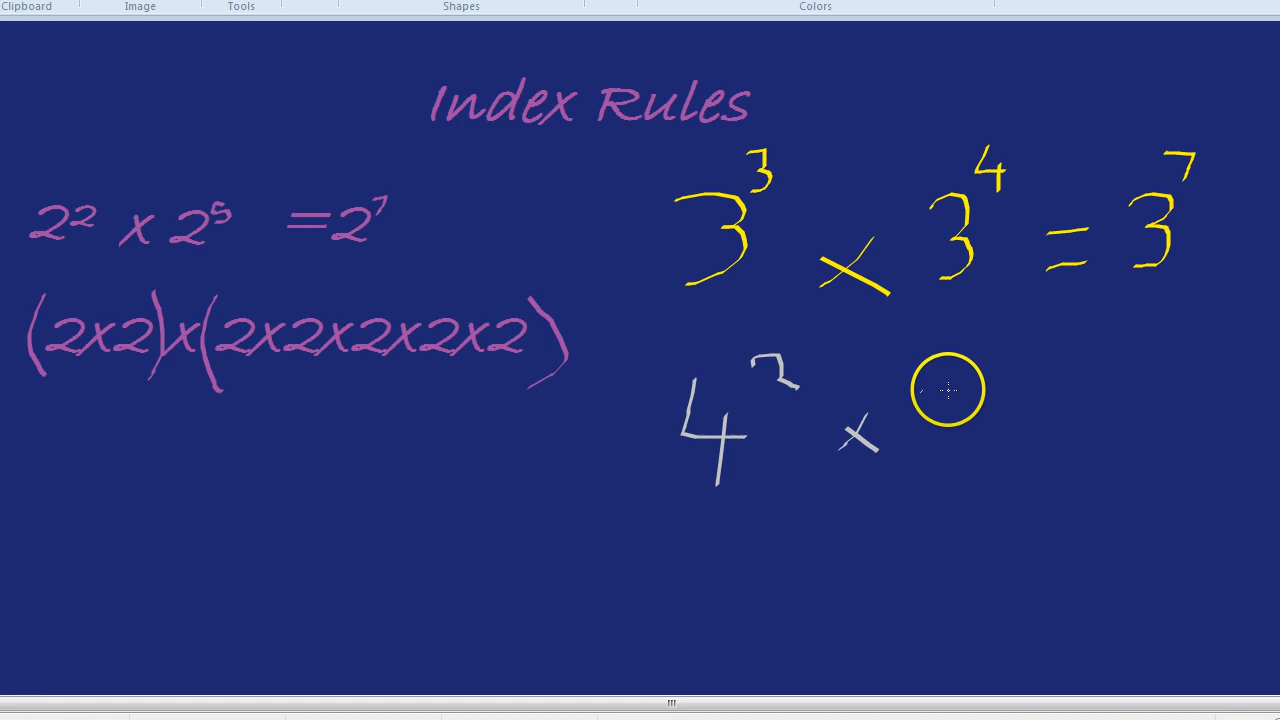 Clipboard Image Tools Shapes Colors
Index Rules
2² x 2⁵ =2⁷
(2x2)x(2x2x2x2x2)
3³ x 3⁴ = 3⁷
4² x